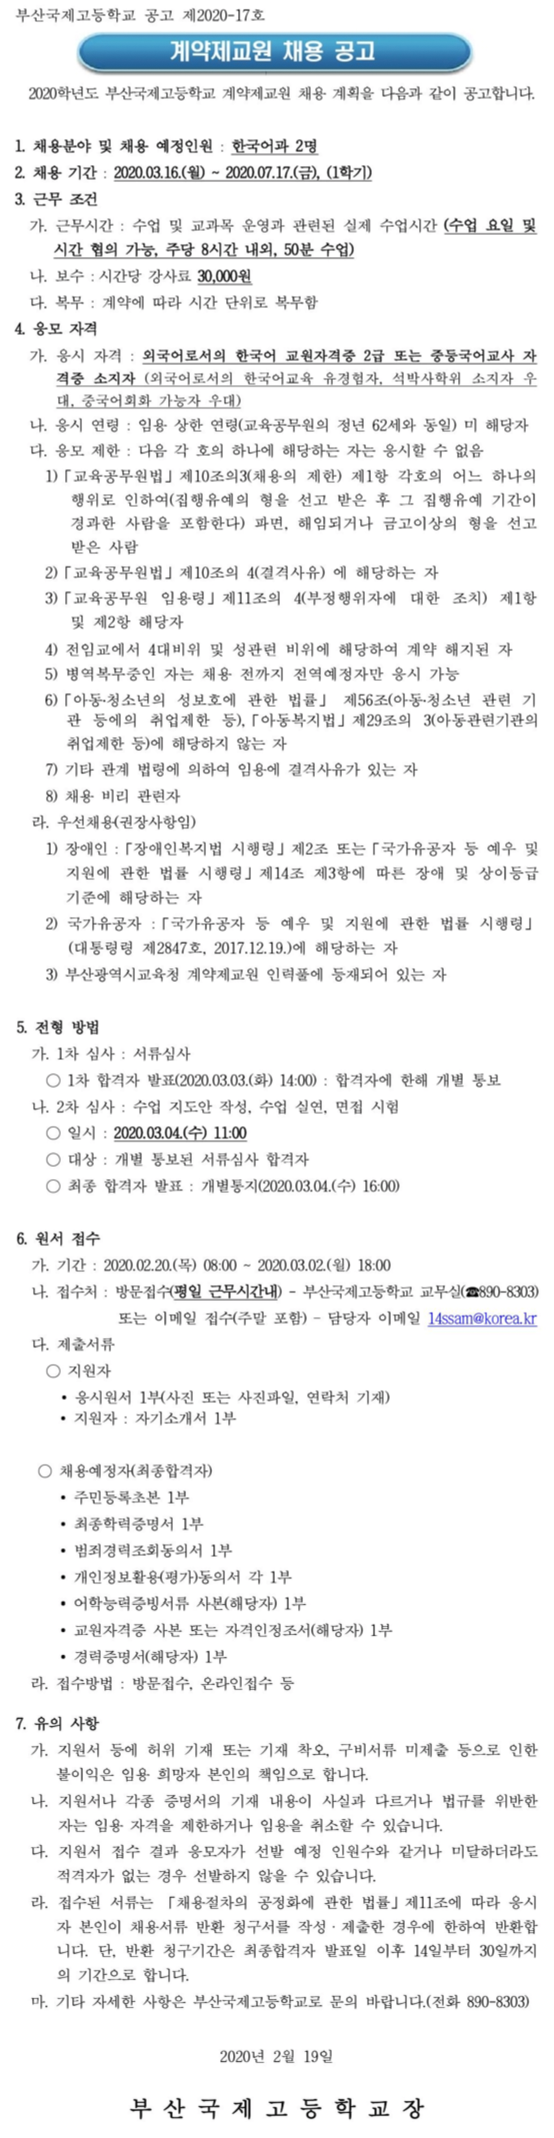 부산국제고등학교 공고 제2020-17호
계약제교원 채용 공고
2020학년도 부산국제고등학교 계약제교원 채용 계획을 다음과 같이 공고합니다.
1. 채용분야 및 채용 예정인원 : 한국어과 2명
2. 채용 기간 : 2020.03.16.(월) ~ 2020.07.17.(금), (1학기)
3. 근무 조건
가. 근무시간 : 수업 및 교과목 운영과 관련된 실제 수업시간 (수업 요일 및
시간 협의 가능, 주당 8시간 내외, 50분 수업)
나. 보수 : 시간당 강사료 30,000원
다. 복무 : 계약에 따라 시간 단위로 복무함
4. 응모 자격
가. 응시 자격 : 외국어로서의 한국어 교원자격증 2급 또는 중등국어교사 자
격증 소지자 (외국어로서의 한국어교육 유경험자, 석박사학위 소지자 우
대, 중국어회화 가능자 우대)
나. 응시 연령 : 임용 상한 연령(교육공무원의 정년 62세와 동일) 미 해당자
다. 응모 제한 : 다음 각 호의 하나에 해당하는 자는 응시할 수 없음
1) 「교육공무원법」 제10조의3(채용의 제한) 제1항 각호의 어느 하나의
행위로 인하여(집행유예의 형을 선고 받은 후 그 집행유예 기간이
경과한 사람을 포함한다) 파면, 해임되거나 금고이상의 형을 선고
받은 사람
2) 「교육공무원법」 제10조의 4(결격사유) 에 해당하는 자
3) 「교육공무원 임용령」 제11조의 4(부정행위자에 대한 조치) 제1항
및 제2항 해당자
4) 전임교에서 4대비위 및 성관련 비위에 해당하여 계약 해지된 자
5) 병역복무중인 자는 채용 전까지 전역예정자만 응시 가능
6) 「아동·청소년의 성보호에 관한 법률」 제56조(아동·청소년 관련 기
관 등에의 취업제한 등), 「아동복지법」 제29조의 3(아동관련기관의
취업제한 등)에 해당하지 않는 자
7) 기타 관계 법령에 의하여 임용에 결격사유가 있는 자
8) 채용 비리 관련자
라. 우선채용(권장사항임)
1) 장애인 : 「장애인복지법 시행령」 제2조 또는 「국가유공자 등 예우 및
지원에 관한 법률 시행령」 제14조 제3항에 따른 장애 및 상이등급
기준에 해당하는 자
2) 국가유공자 : 「국가유공자 등 예우 및 지원에 관한 법률 시행령」
(대통령령 제2847호, 2017.12.19.)에 해당하는 자
3) 부산광역시교육청 계약제교원 인력풀에 등재되어 있는 자
5. 전형 방법
가. 1차 심사 : 서류심사
○ 1차 합격자 발표(2020.03.03.(화) 14:00) : 합격자에 한해 개별 통보
나. 2차 심사 : 수업 지도안 작성, 수업 실연, 면접 시험
○ 일시 : 2020.03.04.(수) 11:00
○ 대상 : 개별 통보된 서류심사 합격자
○ 최종 합격자 발표 : 개별통지(2020.03.04.(수) 16:00)
6. 원서 접수
가. 기간 : 2020.02.20.(목) 08:00 ~ 2020.03.02.(월) 18:00
나. 접수처 : 방문접수(평일 근무시간내) - 부산국제고등학교 교무실(☎890-8303)
또는 이메일 접수(주말 포함) - 담당자 이메일 14ssam@korea.kr
다. 제출서류
○ 지원자
• 응시원서 1부(사진 또는 사진파일, 연락처 기재)
• 지원자 : 자기소개서 1부
○ 채용예정자(최종합격자)
• 주민등록초본 1부
• 최종학력증명서 1부
• 범죄경력조회동의서 1부
• 개인정보활용(평가)동의서 각 1부
• 어학능력증빙서류 사본(해당자) 1부
• 교원자격증 사본 또는 자격인정조서(해당자) 1부
• 경력증명서(해당자) 1부
라. 접수방법 : 방문접수, 온라인접수 등
7. 유의 사항
가. 지원서 등에 허위 기재 또는 기재 착오, 구비서류 미제출 등으로 인한
불이익은 임용 희망자 본인의 책임으로 합니다.
나. 지원서나 각종 증명서의 기재 내용이 사실과 다르거나 법규를 위반한
자는 임용 자격을 제한하거나 임용을 취소할 수 있습니다.
다. 지원서 접수 결과 응모자가 선발 예정 인원수와 같거나 미달하더라도
적격자가 없는 경우 선발하지 않을 수 있습니다.
라. 접수된 서류는 「채용절차의 공정화에 관한 법률」 제11조에 따라 응시
자 본인이 채용서류 반환 청구서를 작성·제출한 경우에 한하여 반환합
니다. 단, 반환 청구기간은 최종합격자 발표일 이후 14일부터 30일까지
의 기간으로 합니다.
마. 기타 자세한 사항은 부산국제고등학교로 문의 바랍니다.(전화 890-8303)
2020년 2월 19일
부산국제고등학교장